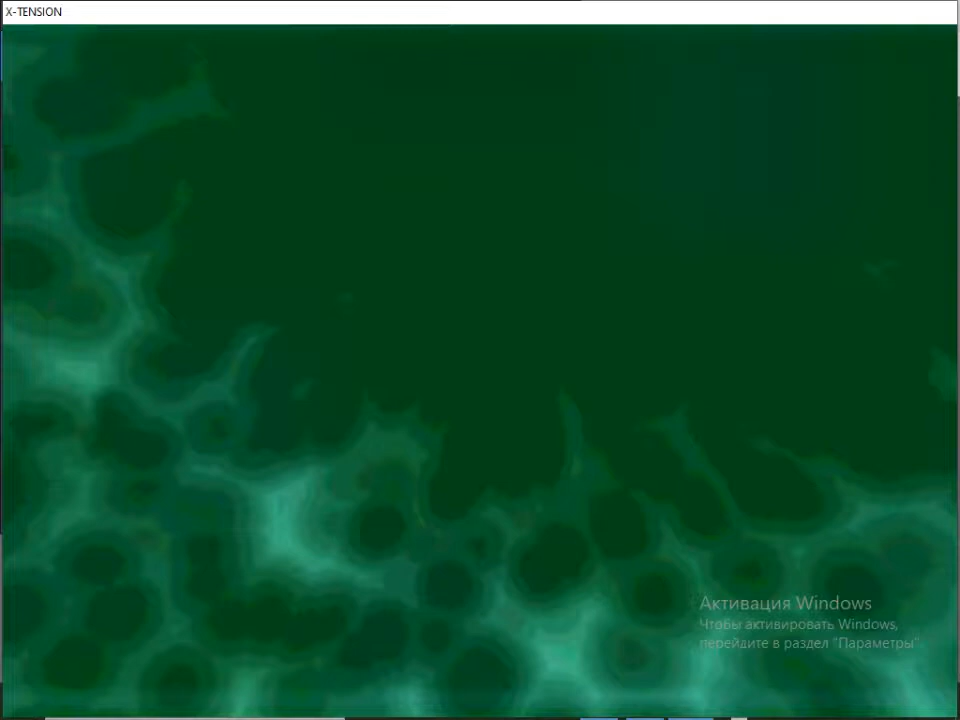 X-TENSION
Активация Windows
Чтобы активировать Windows,
перейдите в раздел "Параметры".